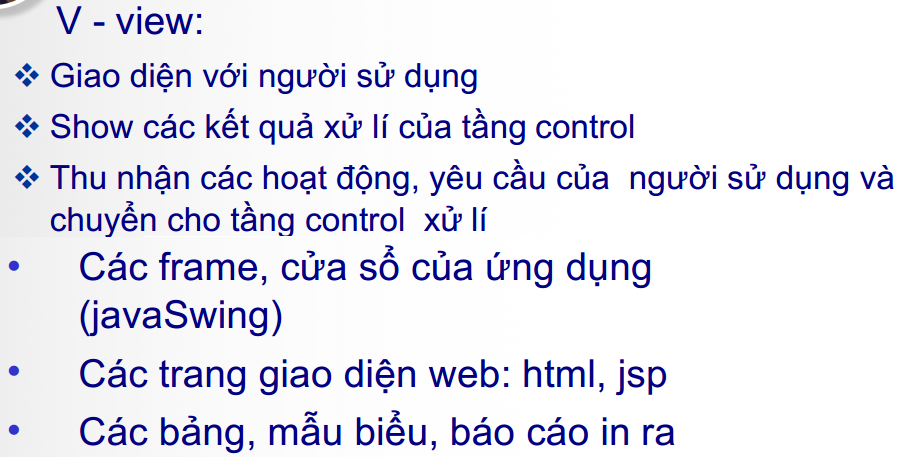 V - view:
❖ Giao diện với người sử dụng
❖ Show các kết quả xử lí của tầng control
❖ Thu nhận các hoạt động, yêu cầu của người sử dụng và
chuyển cho tầng control xử lí
• Các frame, cửa sổ của ứng dụng
(javaSwing)
• Các trang giao diện web: html, jsp
• Các bảng, mẫu biểu, báo cáo in ra